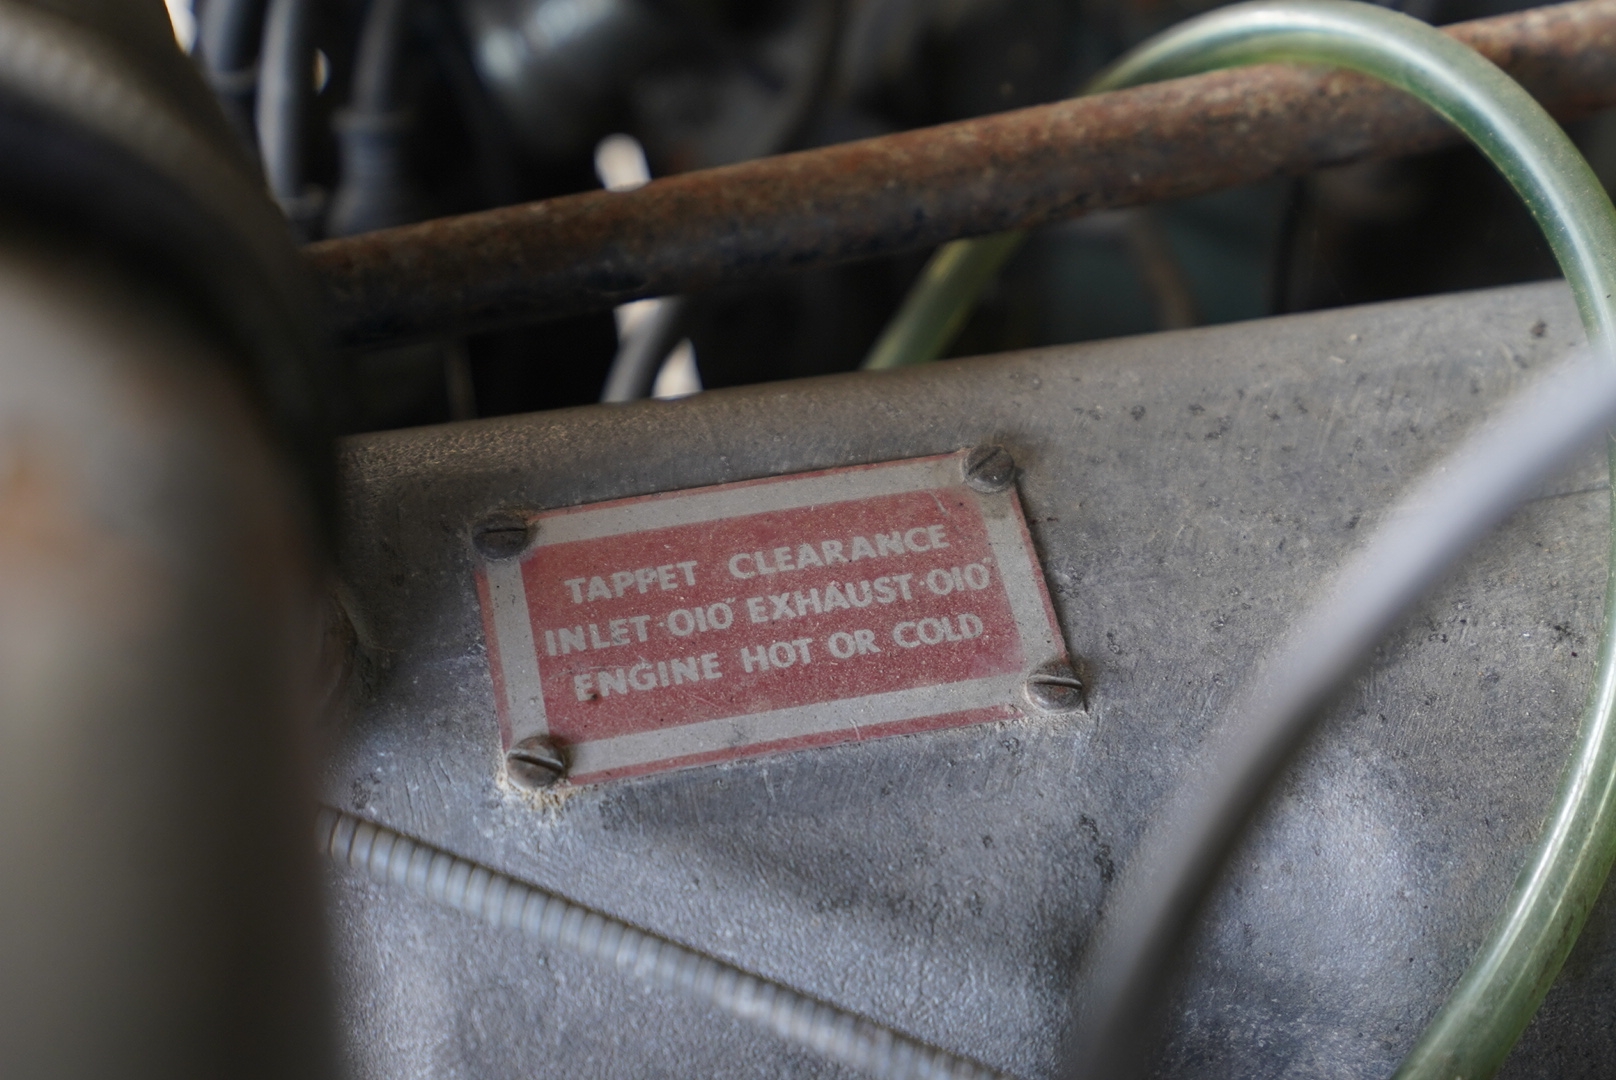 TAPPET CLEARANCE
INLET·010" EXHAUST·010"
ENGINE HOT OR COLD